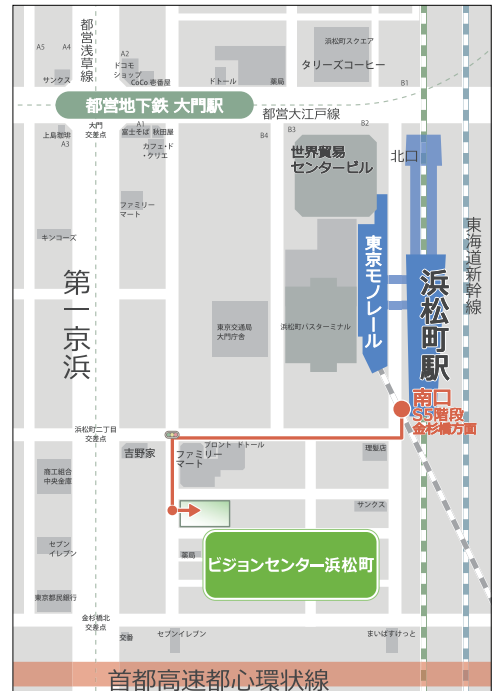 都営浅草線
A5
A4
A2
ドコモ
ショップ
サンクス
CoCo 壱番屋
ドトール
薬局
浜松町スクエア
タリーズコーヒー
B1
都営地下鉄 大門駅
都営大江戸線
B2
B3
B4
大門
交差点
A1
富士そば
秋田屋
上島珈琲
A3
カフェ・ド
・クリエ
世界貿易
センタービル
北口
ファミリー
マート
キンコーズ
東京モノレール
東海道新幹線
第一京浜
浜松町駅
東京交通局
大門庁舎
浜松町バスターミナル
南口
S5階段
金杉橋方面
浜松町二丁目
交差点
吉野家
ファミリー
マート
フロント
ドトール
理髪店
商工組合
中央金庫
サンクス
セブン
イレブン
薬局
ビジョンセンター浜松町
東京都民銀行
金杉橋北
交差点
交番
セブンイレブン
まいばすけっと
首都高速都心環状線